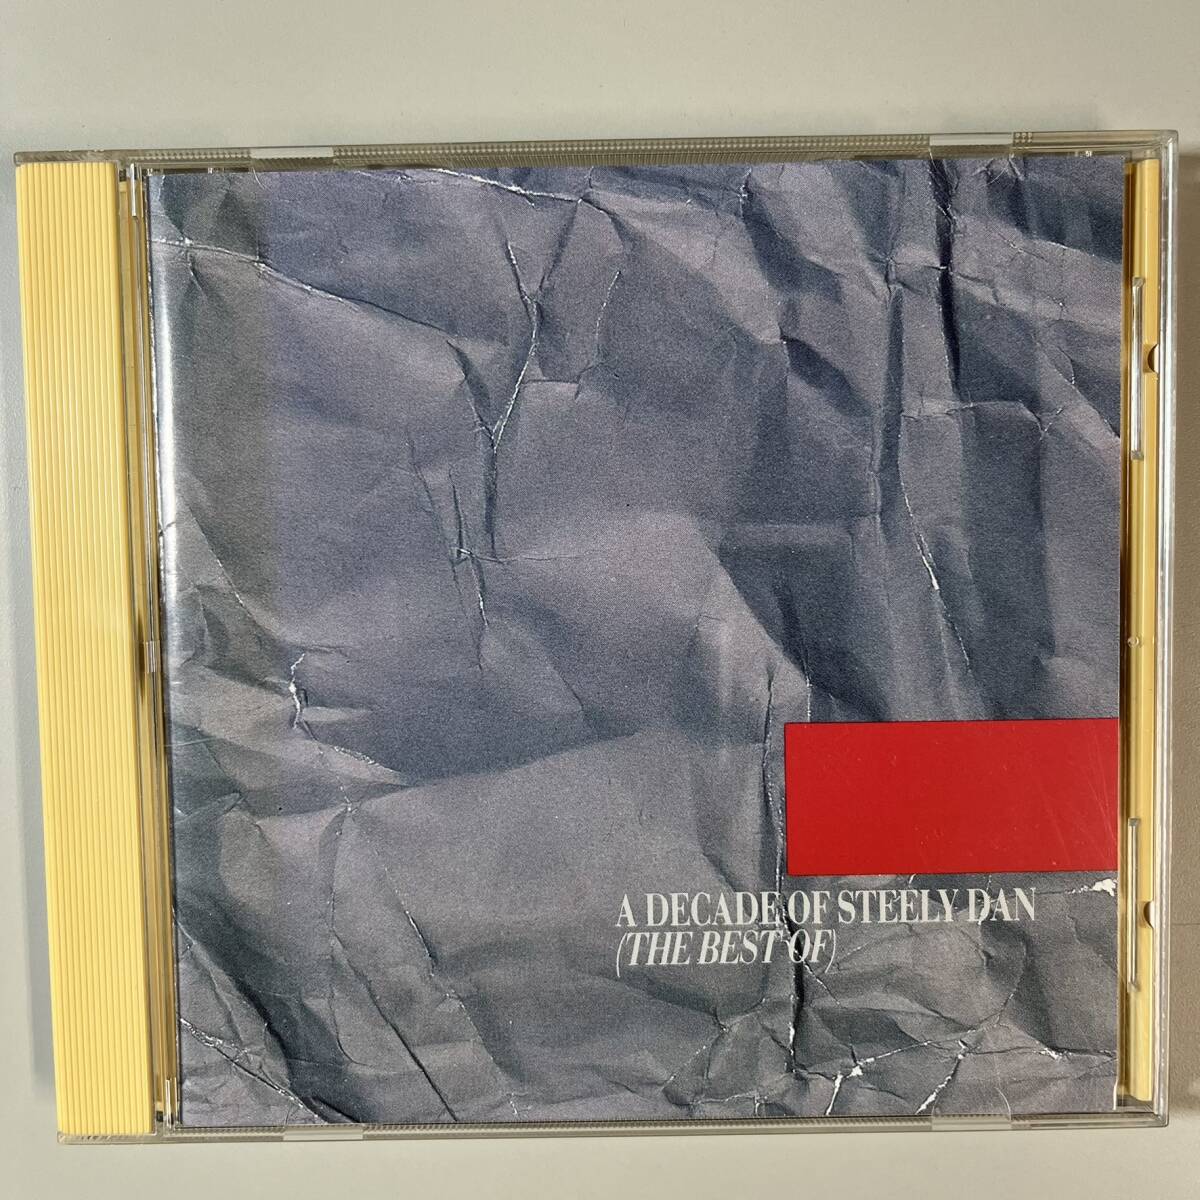 A DECADE OF STEELY DAN
(THE BEST OF)